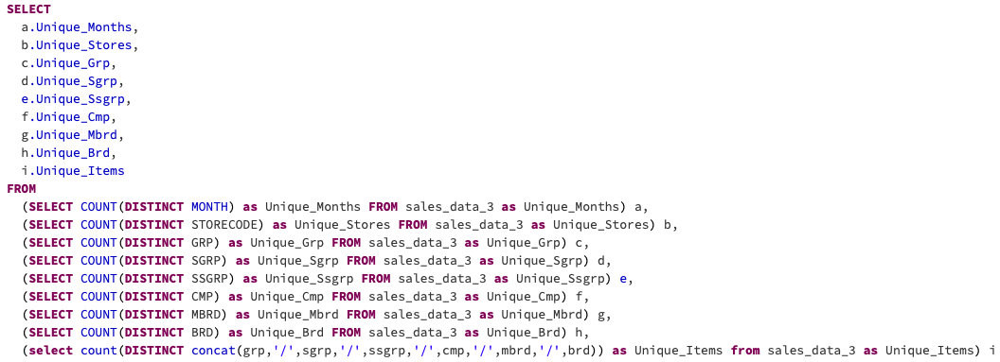 SELECT
a.Unique_Months,
b.Unique_Stores,
c.Unique_Grp,
d.Unique_Sgrp,
e.Unique_Ssgrp,
f.Unique_Cmp,
g.Unique_Mbrd,
h.Unique_Brd,
i.Unique_Items
FROM
(SELECT COUNT(DISTINCT MONTH) as Unique_Months FROM sales_data_3 as Unique_Months) a,
(SELECT COUNT(DISTINCT STORECODE) as Unique_Stores FROM sales_data_3 as Unique_Stores) b,
(SELECT COUNT(DISTINCT GRP) as Unique_Grp FROM sales_data_3 as Unique_Grp) c,
(SELECT COUNT(DISTINCT SGRP) as Unique_Sgrp FROM sales_data_3 as Unique_Sgrp) d,
(SELECT COUNT(DISTINCT SSGRP) as Unique_Ssgrp FROM sales_data_3 as Unique_Ssgrp) e,
(SELECT COUNT(DISTINCT CMP) as Unique_Cmp FROM sales_data_3 as Unique_Cmp) f,
(SELECT COUNT(DISTINCT MBRD) as Unique_Mbrd FROM sales_data_3 as Unique_Mbrd) g,
(SELECT COUNT(DISTINCT BRD) as Unique_Brd FROM sales_data_3 as Unique_Brd) h,
(select count(DISTINCT concat(grp,'/',sgrp,'/',ssgrp,'/',cmp,'/',mbrd,'/',brd)) as Unique_Items from sales_data_3 as Unique_Items) i